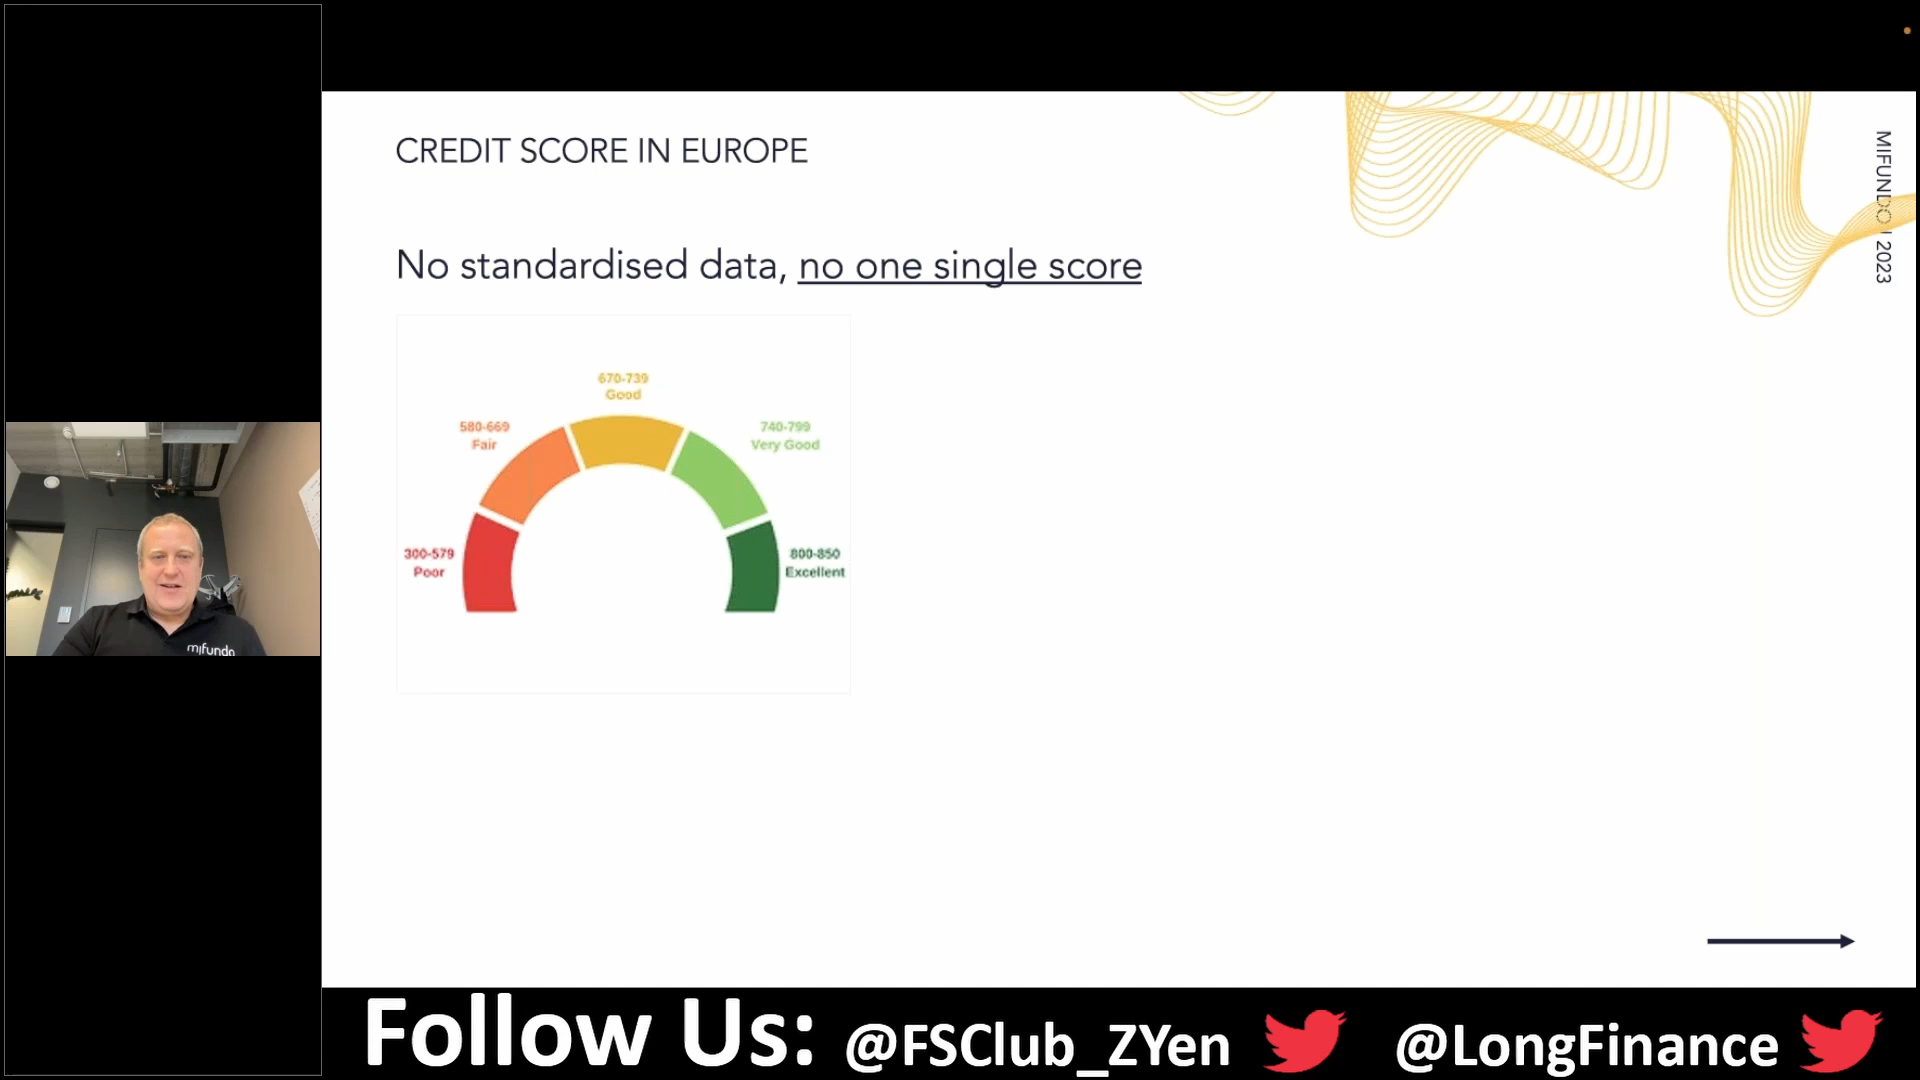 CREDIT SCORE IN EUROPE
MIFUNDO | 2023
No standardised data, no one single score
670-739
Good
580-669
Fair
740-799
Very Good
300-579
Poor
800-850
Excellent
mifundo
Follow Us: @FSClub_ZYen @LongFinance